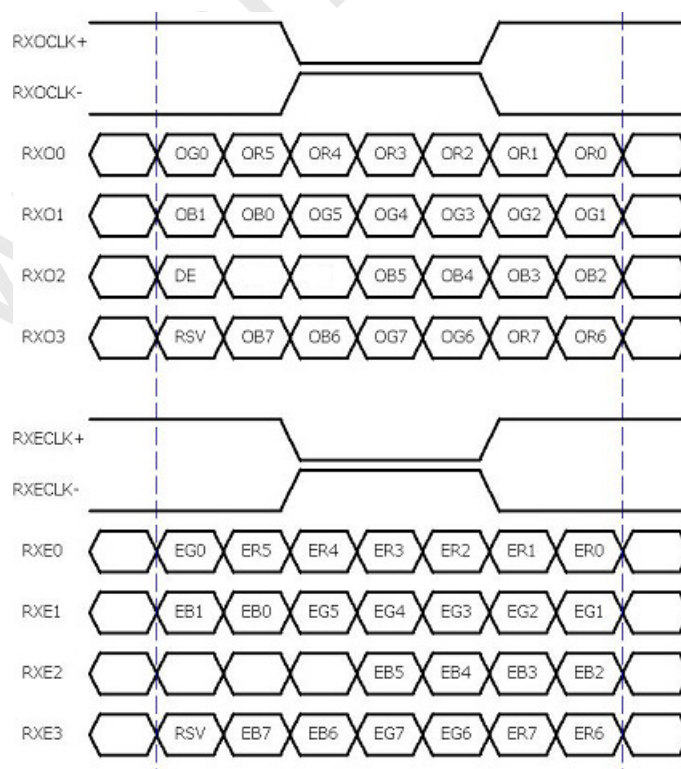 RXOCLK+
RXOCLK-
RXO0 OG0 OR5 OR4 OR3 OR2 OR1 OR0
RXO1 OB1 OB0 OG5 OG4 OG3 OG2 OG1
RXO2 DE OB5 OB4 OB3 OB2
RXO3 RSV OB7 OB6 OG7 OG6 OR7 OR6
RXECLK+
RXECLK-
RXE0 EG0 ER5 ER4 ER3 ER2 ER1 ER0
RXE1 EB1 EB0 EG5 EG4 EG3 EG2 EG1
RXE2 EB5 EB4 EB3 EB2
RXE3 RSV EB7 EB6 EG7 EG6 ER7 ER6